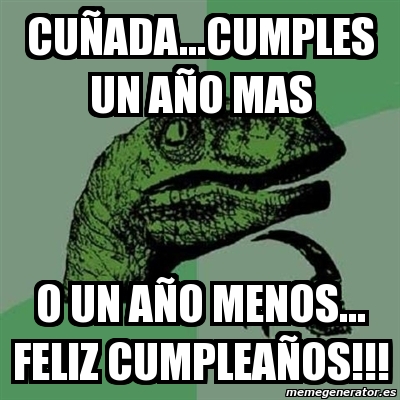 CUÑADA...CUMPLES
UN AÑO MAS
O UN AÑO MENOS...
FELIZ CUMPLEAÑOS!!!
memegenerator.es